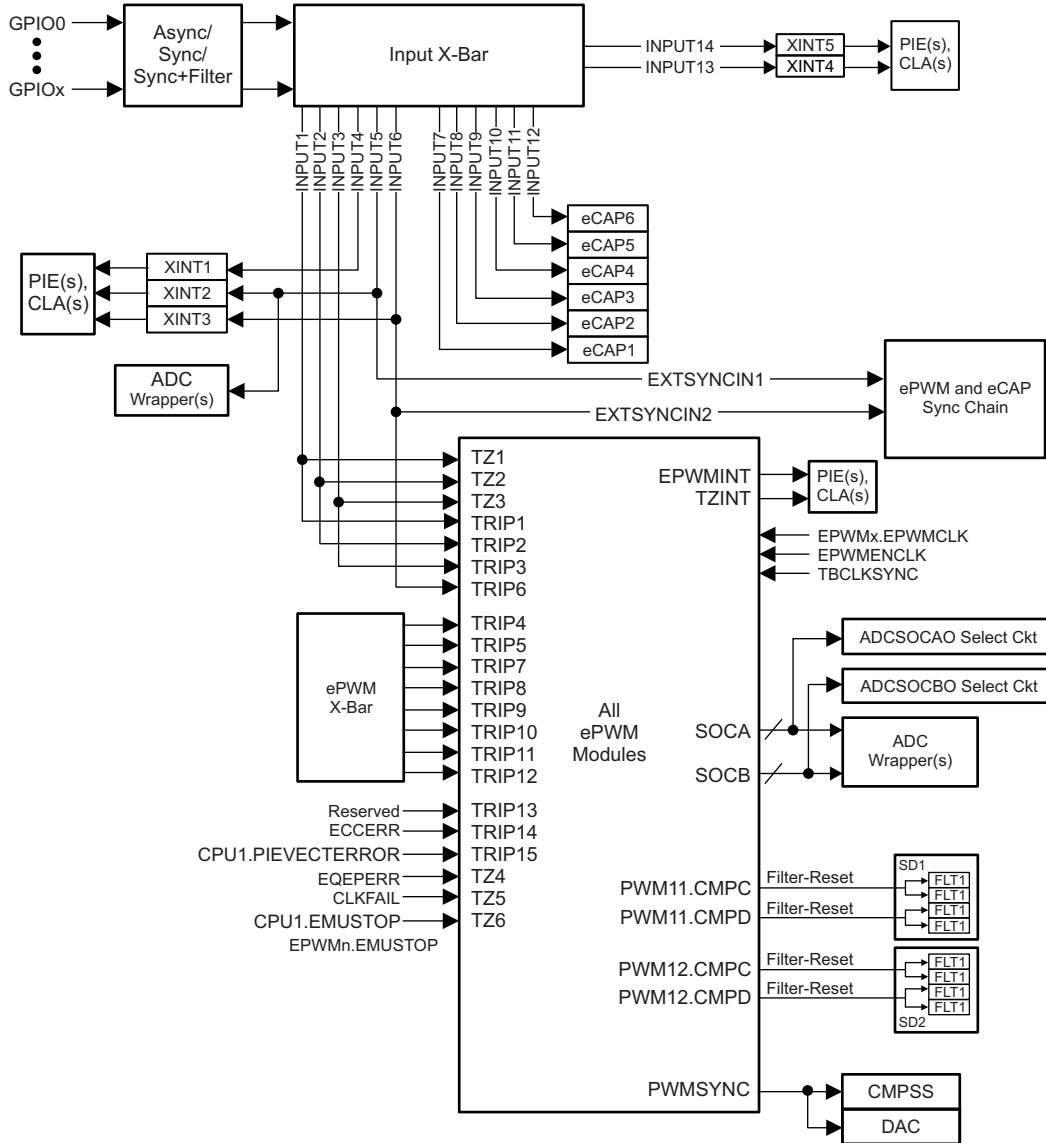 GPIO0
GPIOx
Async/
Sync/
Sync+Filter
Input X-Bar
INPUT14
INPUT13
XINT5
XINT4
PIE(s),
CLA(s)
INPUT1
INPUT2
INPUT3
INPUT4
INPUT5
INPUT6
INPUT7
INPUT8
INPUT9
INPUT10
INPUT11
INPUT12
eCAP6
eCAP5
eCAP4
eCAP3
eCAP2
eCAP1
PIE(s),
CLA(s)
XINT1
XINT2
XINT3
ADC
Wrapper(s)
EXTSYNCIN1
EXTSYNCIN2
ePWM and eCAP
Sync Chain
TZ1
TZ2
TZ3
TRIP1
TRIP2
TRIP3
TRIP6
EPWMINT
TZINT
PIE(s),
CLA(s)
EPWMx.EPWMCLK
EPWMENCLK
TBCLKSYNC
ePWM
X-Bar
TRIP4
TRIP5
TRIP7
TRIP8
TRIP9
TRIP10
TRIP11
TRIP12
All
ePWM
Modules
SOCA
SOCB
ADCSOCAO Select Ckt
ADCSOCBO Select Ckt
ADC
Wrapper(s)
Reserved
ECCERR
CPU1.PIEVECTERROR
EQEPERR
CLKFAIL
CPU1.EMUSTOP
EPWMn.EMUSTOP
TRIP13
TRIP14
TRIP15
TZ4
TZ5
TZ6
PWM11.CMPC
PWM11.CMPD
PWM12.CMPC
PWM12.CMPD
Filter-Reset
Filter-Reset
Filter-Reset
Filter-Reset
SD1
FLT1
FLT1
FLT1
FLT1
FLT1
FLT1
FLT1
FLT1
SD2
PWMSYNC
CMPSS
DAC